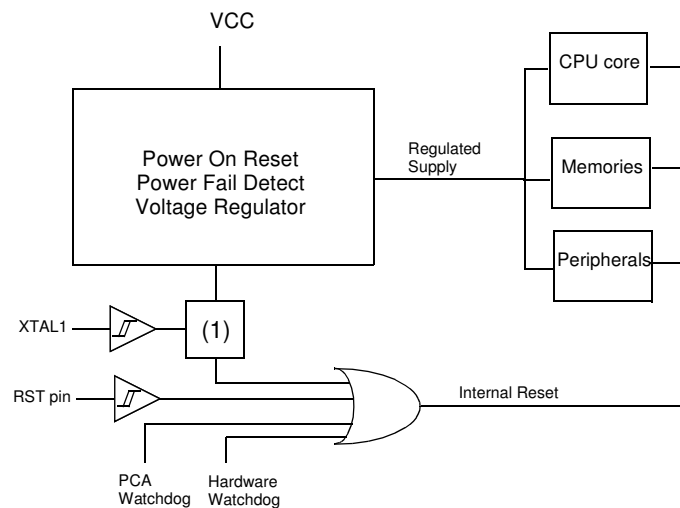 VCC
CPU core
Power On Reset
Power Fail Detect
Voltage Regulator
Regulated
Supply
Memories
Peripherals
XTAL1
(1)
RST pin
Internal Reset
PCA
Watchdog
Hardware
Watchdog